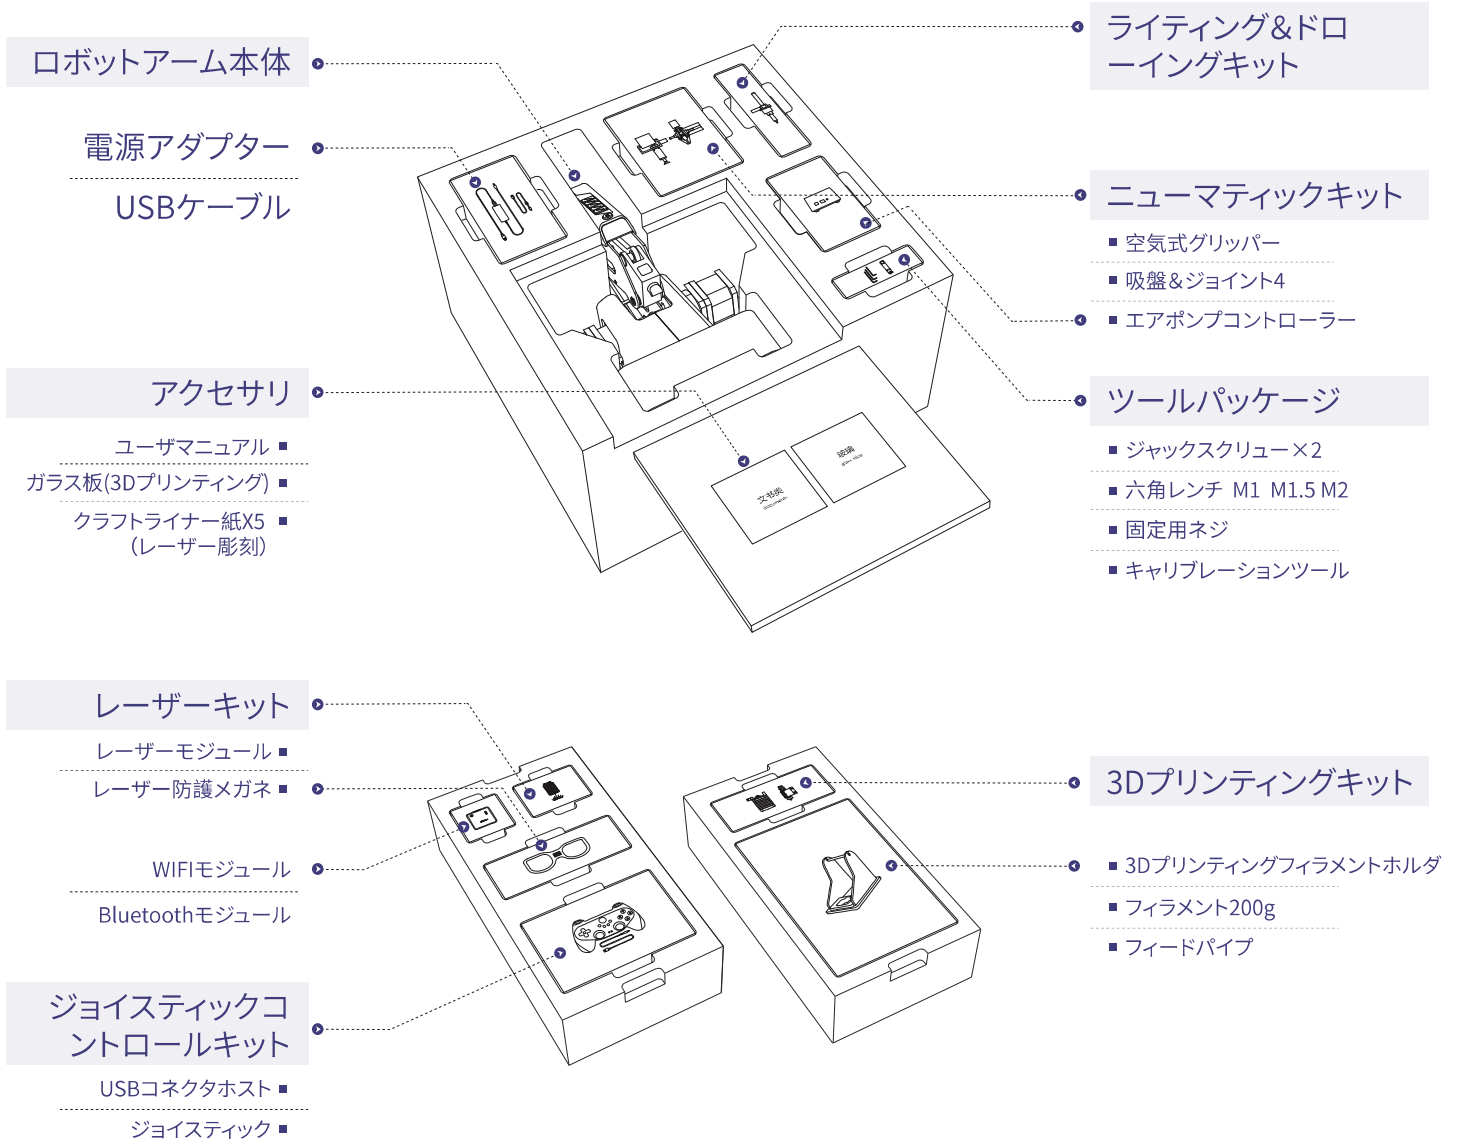 ロボットアーム本体
電源アダプター
USBケーブル
アクセサリ
ユーザマニュアル
ガラス板(3Dプリンティング)
クラフトライナー紙X5
（レーザー彫刻）
ライティング&ドロ
ーイングキット
ニューマティックキット
空気式グリッパー
吸盤&ジョイント4
エアポンプコントローラー
ツールパッケージ
ジャックスクリュー×2
六角レンチ M1 M1.5 M2
固定用ネジ
キャリブレーションツール
玻璃
文书类
documents
レーザーキット
レーザーモジュール
レーザー防護メガネ
WIFIモジュール
Bluetoothモジュール
ジョイスティックコ
ントロールキット
USBコネクタホスト
ジョイスティック
3Dプリンティングキット
3Dプリンティングフィラメントホルダ
フィラメント200g
フィードパイプ